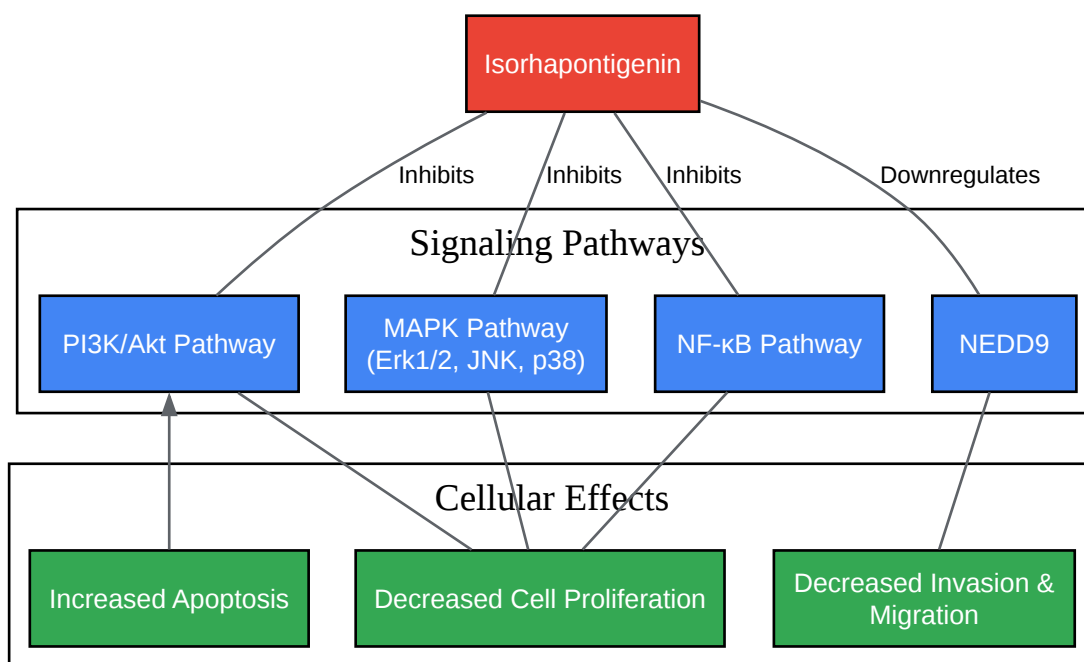 Isorhapontigenin
Inhibits
Inhibits
Inhibits
Downregulates
Signaling Pathways
PI3K/Akt Pathway
MAPK Pathway
(Erk1/2, JNK, p38)
NF-κB Pathway
NEDD9
Cellular Effects
Increased Apoptosis
Decreased Cell Proliferation
Decreased Invasion &
Migration